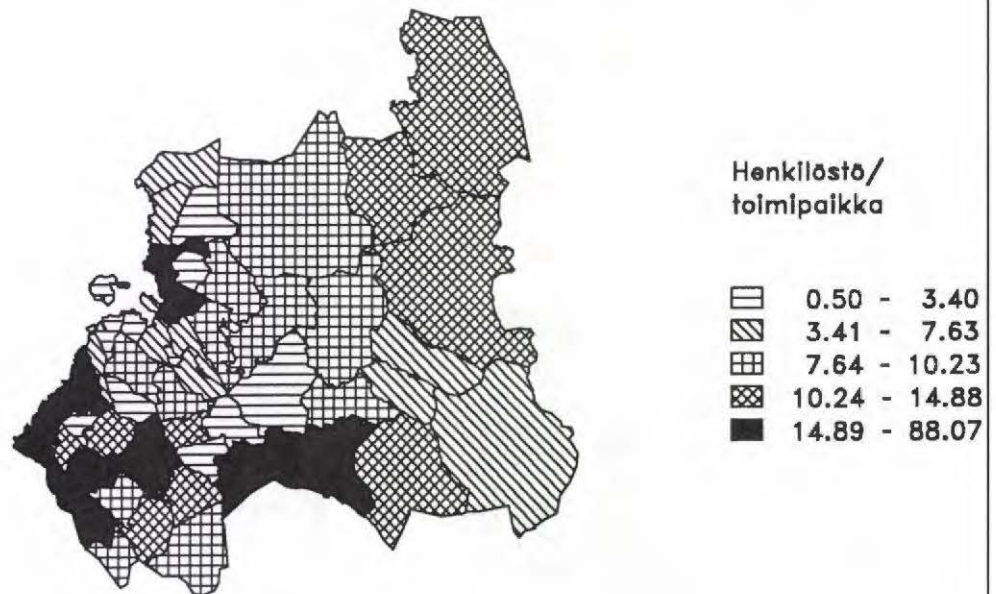 Henkilöstö/
toimipaikka
0.50 - 3.40
3.41 - 7.63
7.64 - 10.23
10.24 - 14.88
14.89 - 88.07